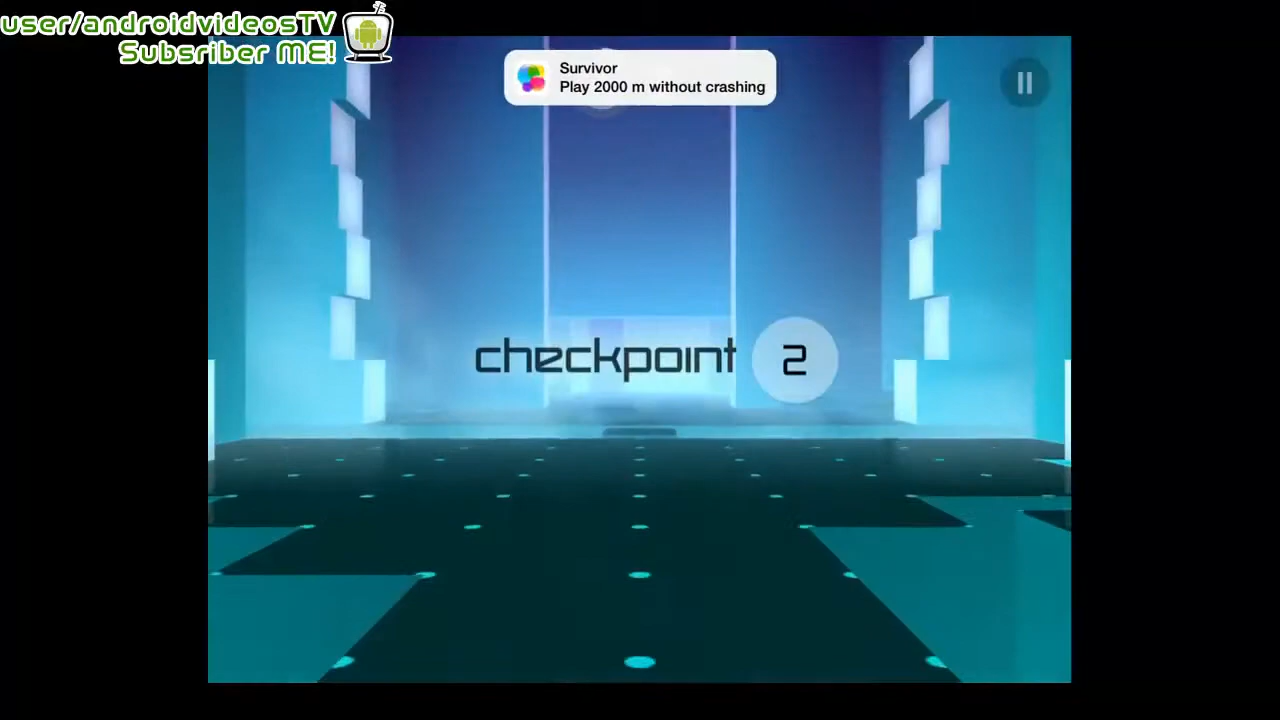 user/androidvideosTV
Subsriber ME!
Survivor
Play 2000 m without crashing
checkpoint 2